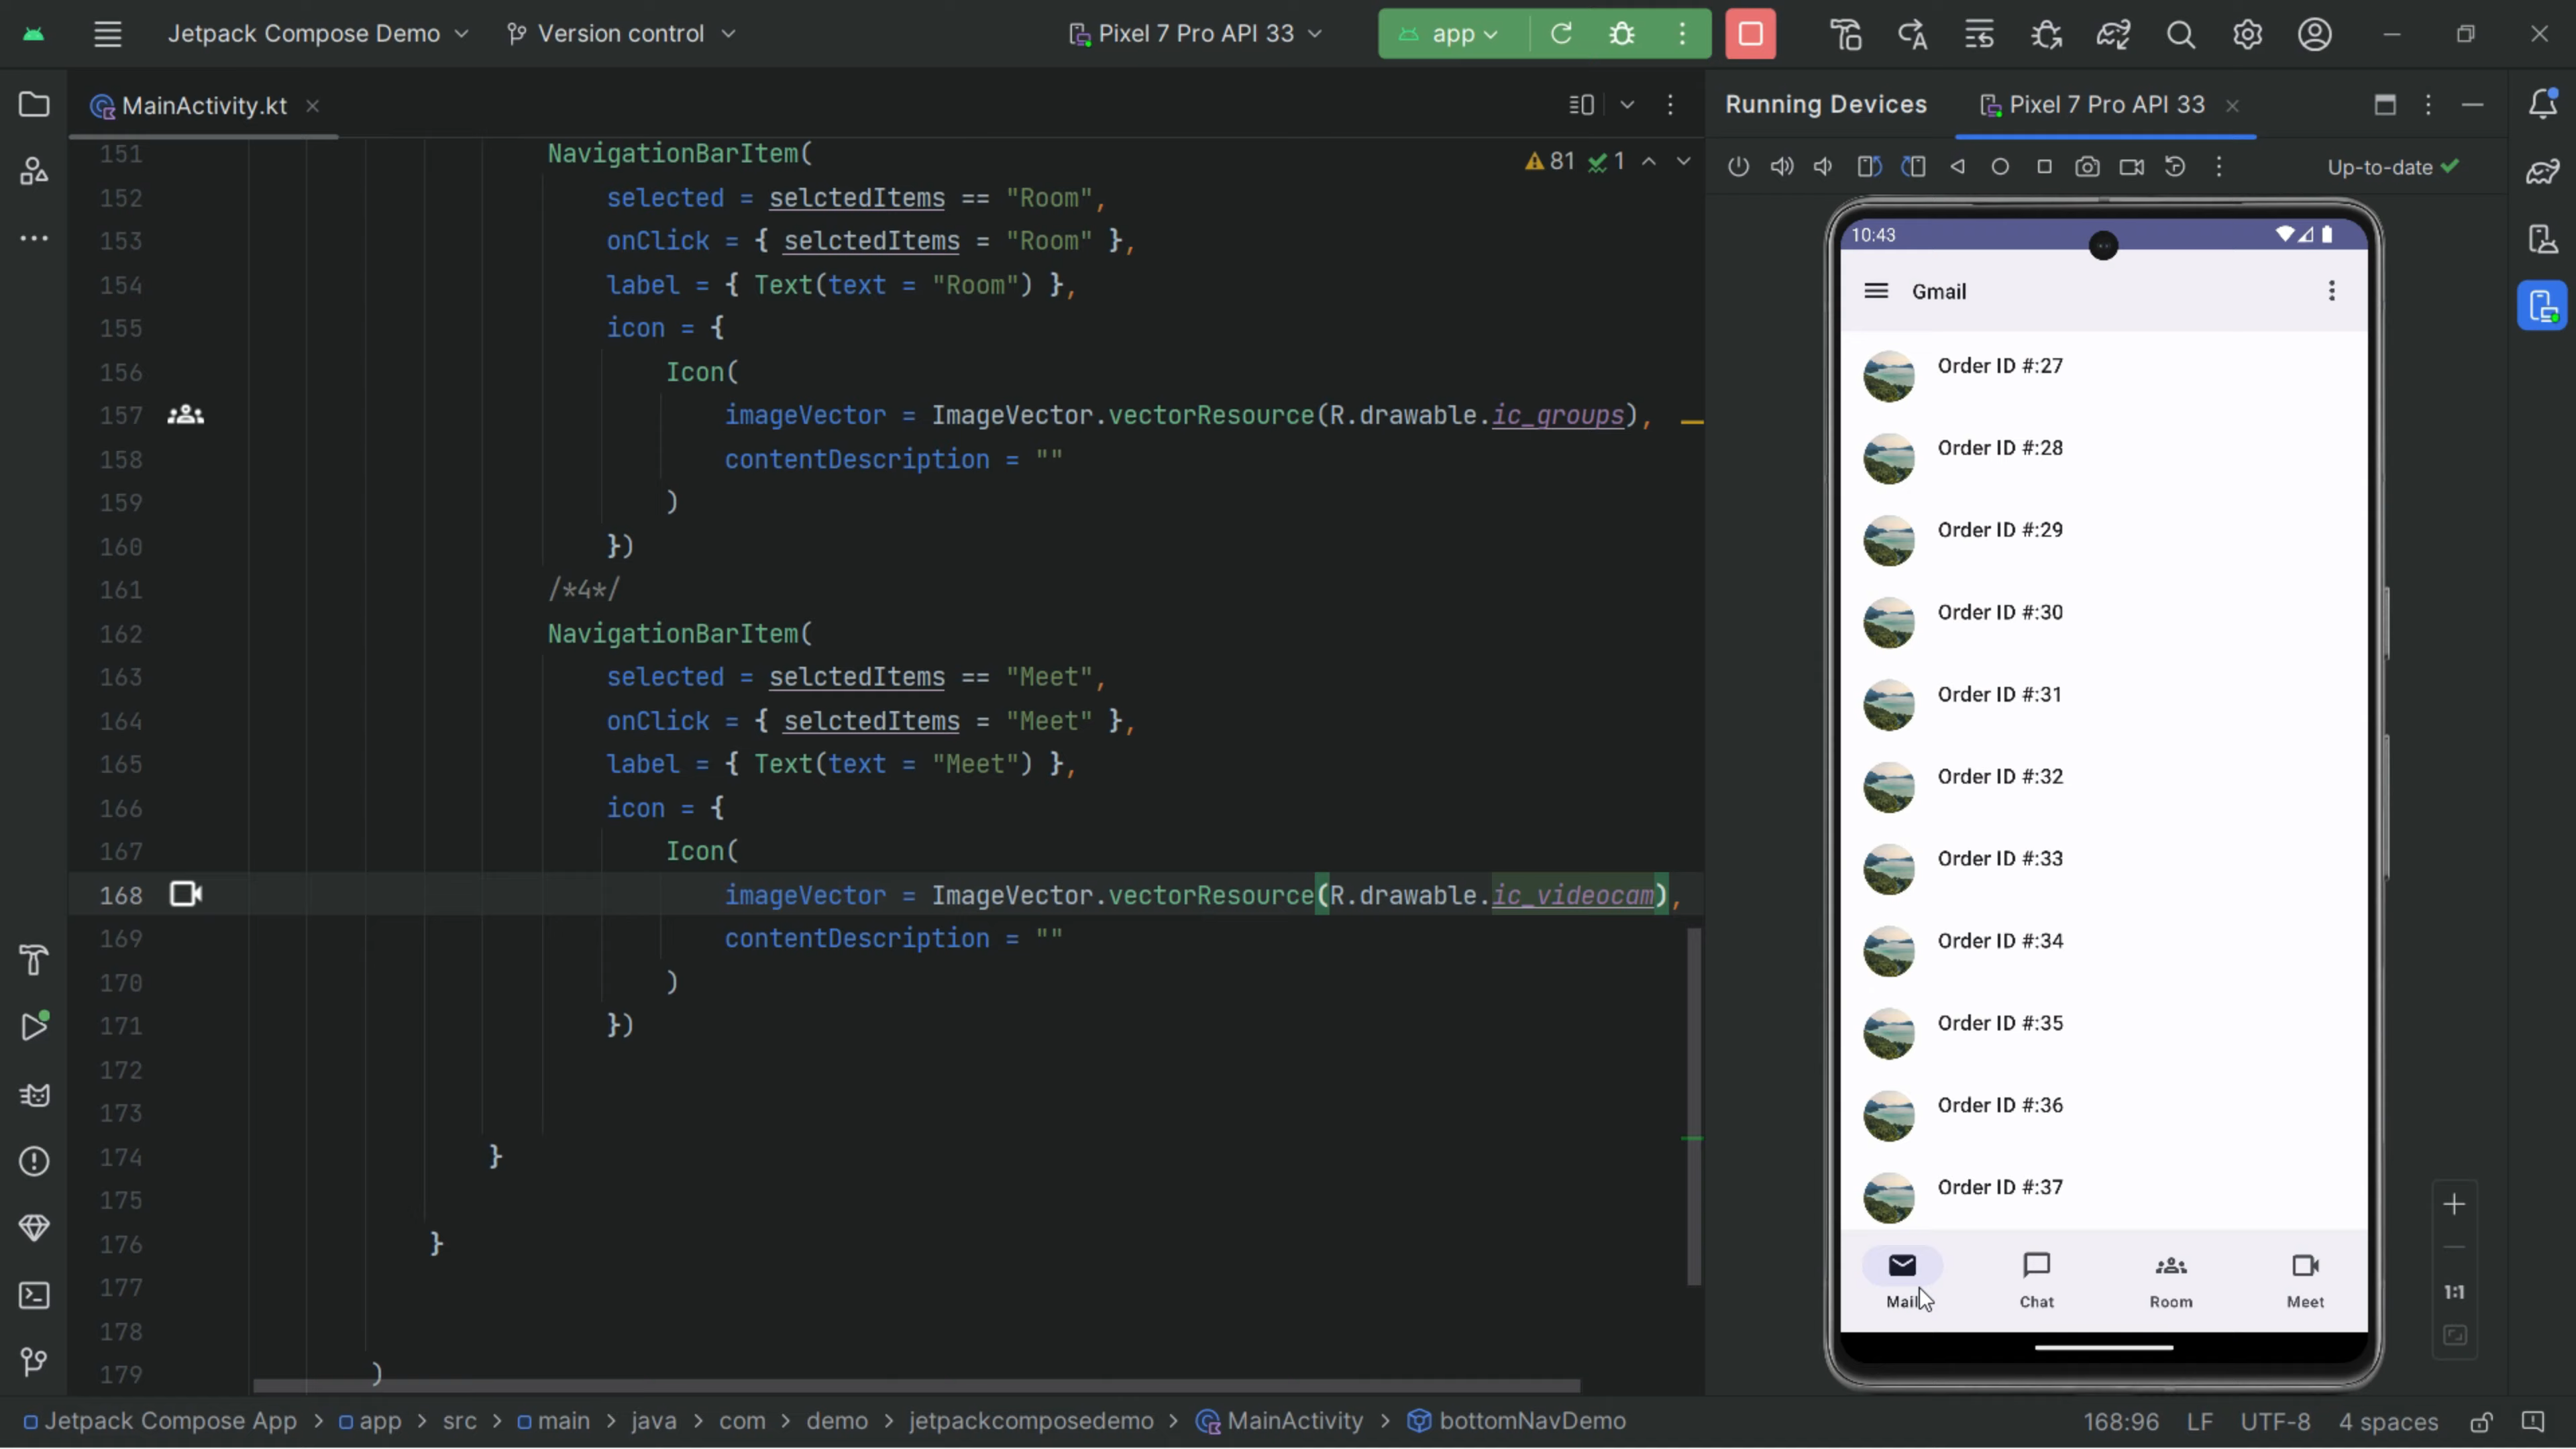 Jetpack Compose Demo
Version control
Pixel 7 Pro API 33
app
MainActivity.kt
Running Devices
Pixel 7 Pro API 33
81
1
Up-to-date
151 NavigationBarItem(
152 selected = selctedItems == "Room",
153 onClick = { selctedItems = "Room" },
154 label = { Text(text = "Room") },
155 icon = {
156 Icon(
157 imageVector = ImageVector.vectorResource(R.drawable.ic_groups),
158 contentDescription = ""
159 )
160 })
161 /*4*/
162 NavigationBarItem(
163 selected = selctedItems == "Meet",
164 onClick = { selctedItems = "Meet" },
165 label = { Text(text = "Meet") },
166 icon = {
167 Icon(
168 imageVector = ImageVector.vectorResource(R.drawable.ic_videocam),
169 contentDescription = ""
170 )
171 })
172
173
174 }
175
176 }
177
178
179 )
10:43
Gmail
Order ID #:27
Order ID #:28
Order ID #:29
Order ID #:30
Order ID #:31
Order ID #:32
Order ID #:33
Order ID #:34
Order ID #:35
Order ID #:36
Order ID #:37
Mail
Chat
Room
Meet
1:1
Jetpack Compose App > app > src > main > java > com > demo > jetpackcomposedemo > MainActivity > bottomNavDemo
168:96 LF UTF-8 4 spaces